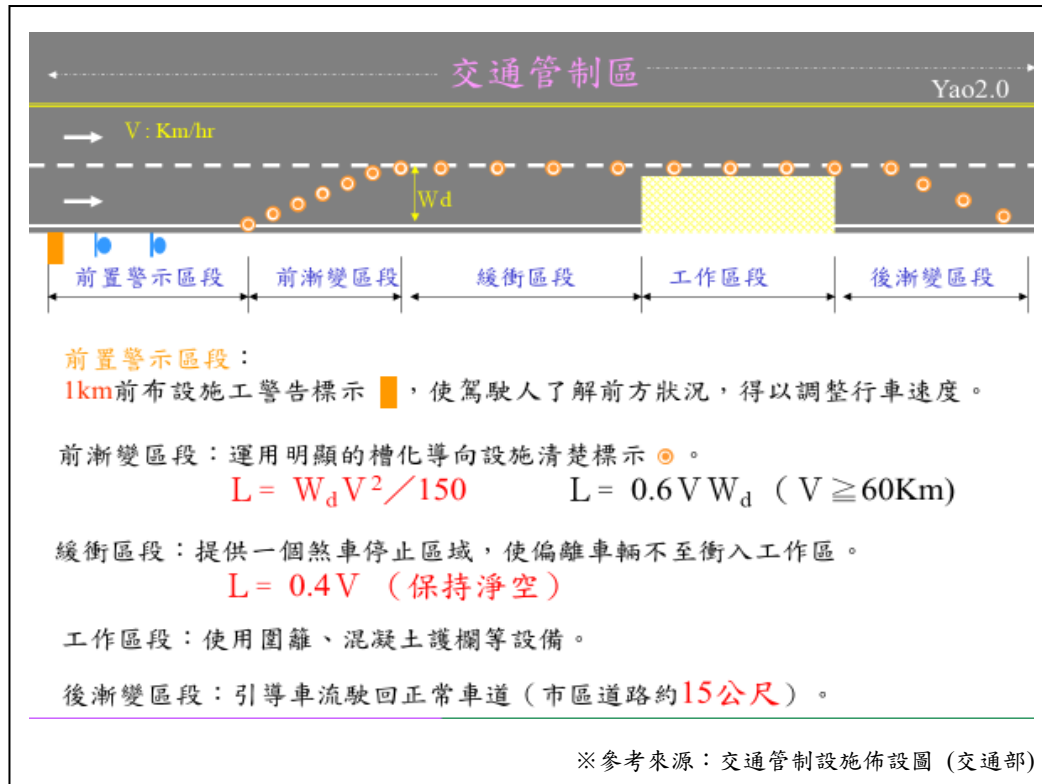 交通管制區
Yao2.0
V : Km/hr
Wd
前置警示區段
前漸變區段
緩衝區段
工作區段
後漸變區段
前置警示區段：
1km前布設施工警告標示 ，使駕駛人了解前方狀況，得以調整行車速度。
前漸變區段：運用明顯的槽化導向設施清楚標示 。
L = WdV²／150 L = 0.6V Wd （ V ≧60Km)
緩衝區段：提供一個煞車停止區域，使偏離車輛不至衝入工作區。
L = 0.4V （保持淨空）
工作區段：使用圍籬、混凝土護欄等設備。
後漸變區段：引導車流駛回正常車道（市區道路約15公尺）。
※參考來源：交通管制設施佈設圖 (交通部)